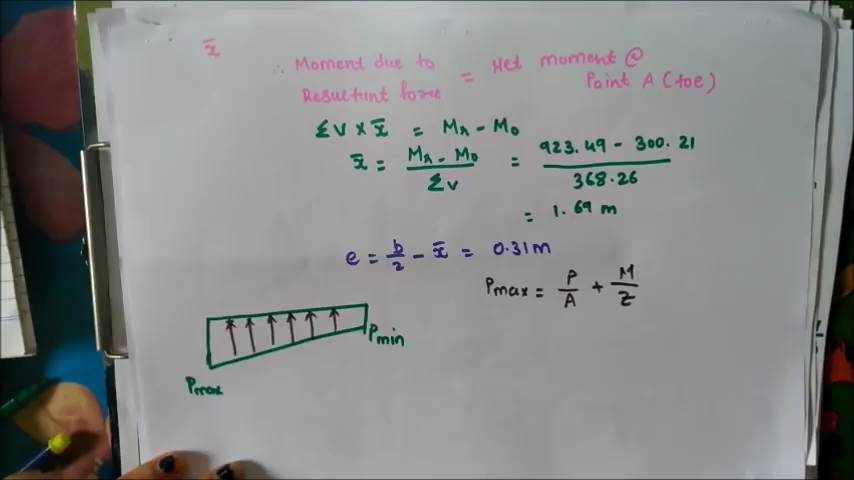 x̄
∴ Moment due to Resultant force = Net moment @ Point A (toe)
ΣV × x̄ = MR - Mo
x̄ = MR - Mo / ΣV = 923.49 - 300.21 / 368.26
= 1.69 m
e = b/2 - x̄ = 0.31m
Pmax = P/A + M/Z
Pmin
Pmax